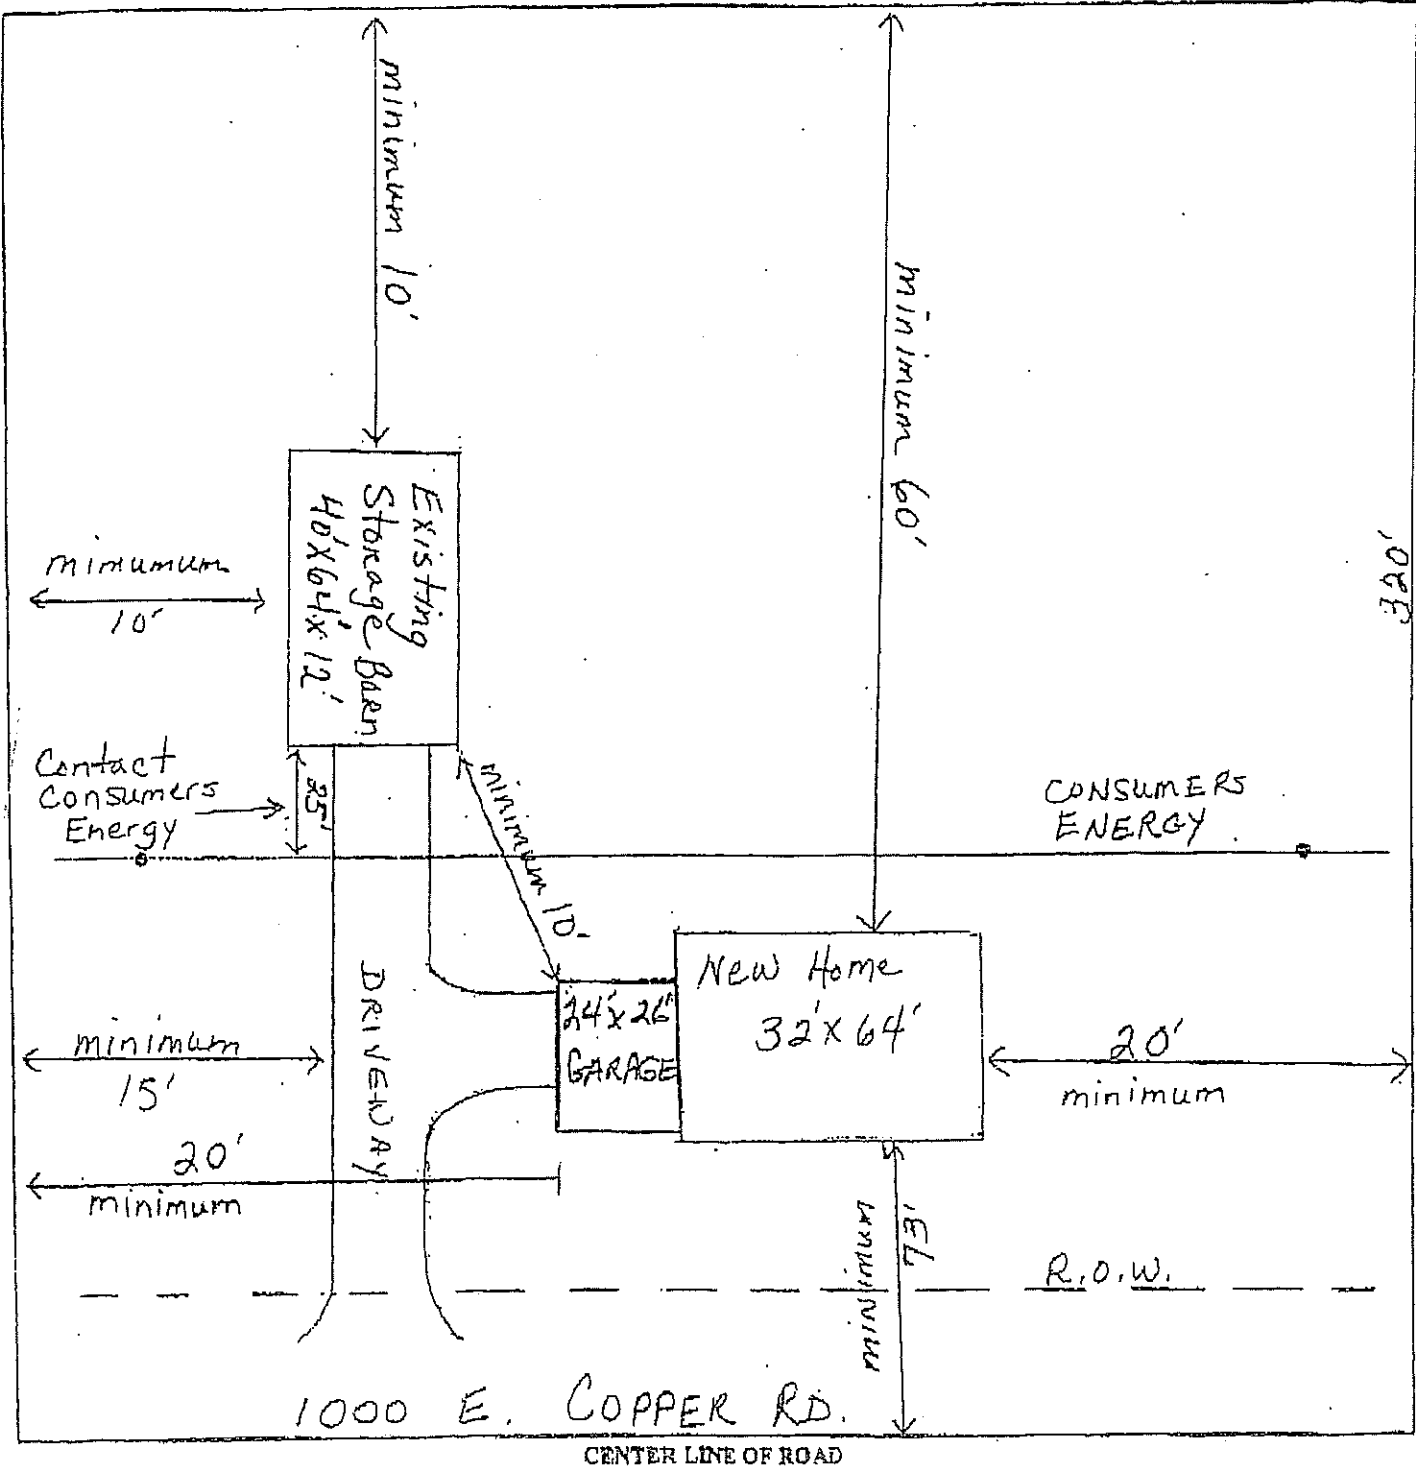 minimum 10'
minimum 60'
320'
Existing
Storage Barn
40'X64'X12'
mimumum
10'
Contact
Consumers
Energy
25'
minimum 10-
CONSUMERS
ENERGY
New Home
32'X64'
24'x26'
GARAGE
DRIVEWAY
minimum
15'
20'
minimum
20'
minimum
73'
minimum
R.O.W.
1000 E. COPPER RD.
CENTER LINE OF ROAD